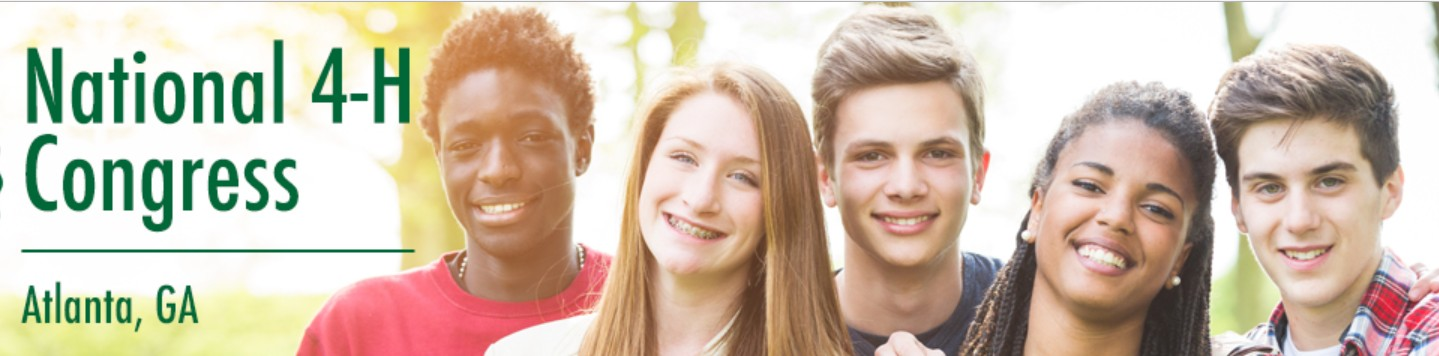 National 4-H
Congress
Atlanta, GA